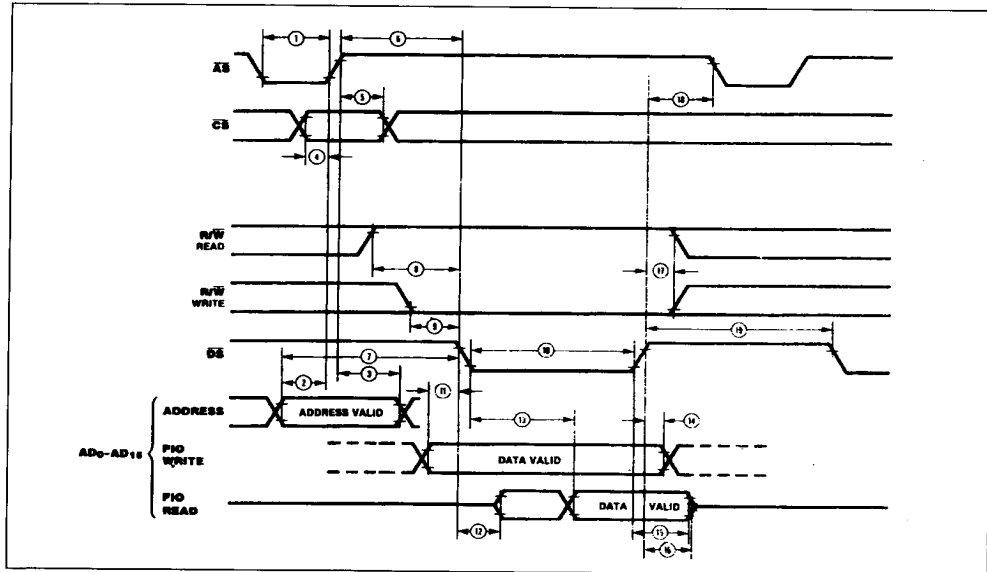 1
6
AS
18
5
CS
4
R/W
READ
17
8
R/W
WRITE
9
19
DS
7
10
2
3
11
ADDRESS
ADDRESS VALID
13
14
AD0-AD15
PIO
WRITE
DATA VALID
PIO
READ
DATA VALID
12
15
16